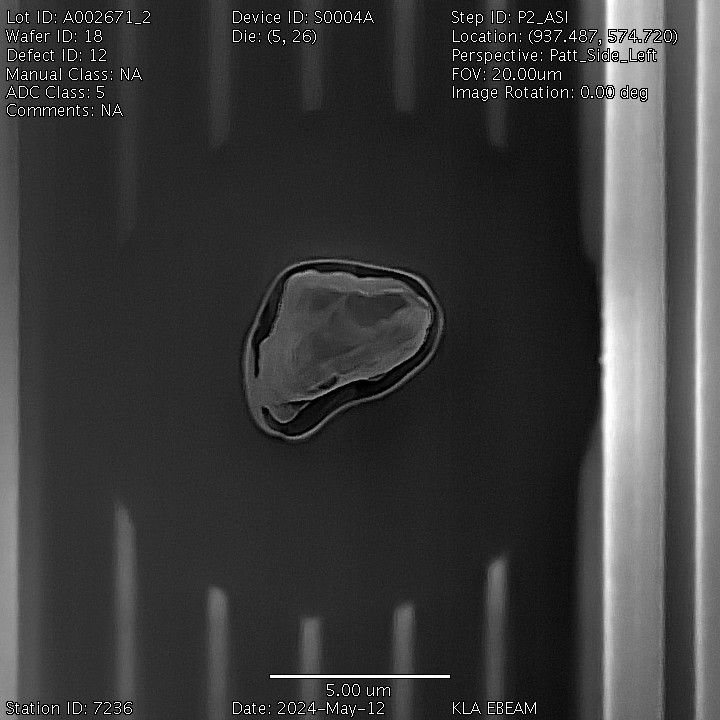 Lot ID: A002671_2
Wafer ID: 18
Defect ID: 12
Manual Class: NA
ADC Class: 5
Comments: NA
Device ID: S0004A
Die: (5, 26)
Step ID: P2_ASI
Location: (937.487, 574.720)
Perspective: Patt_Side_Left
FOV: 20.00um
Image Rotation: 0.00 deg
5.00 um
Station ID: 7236
Date: 2024-May-12
KLA EBEAM